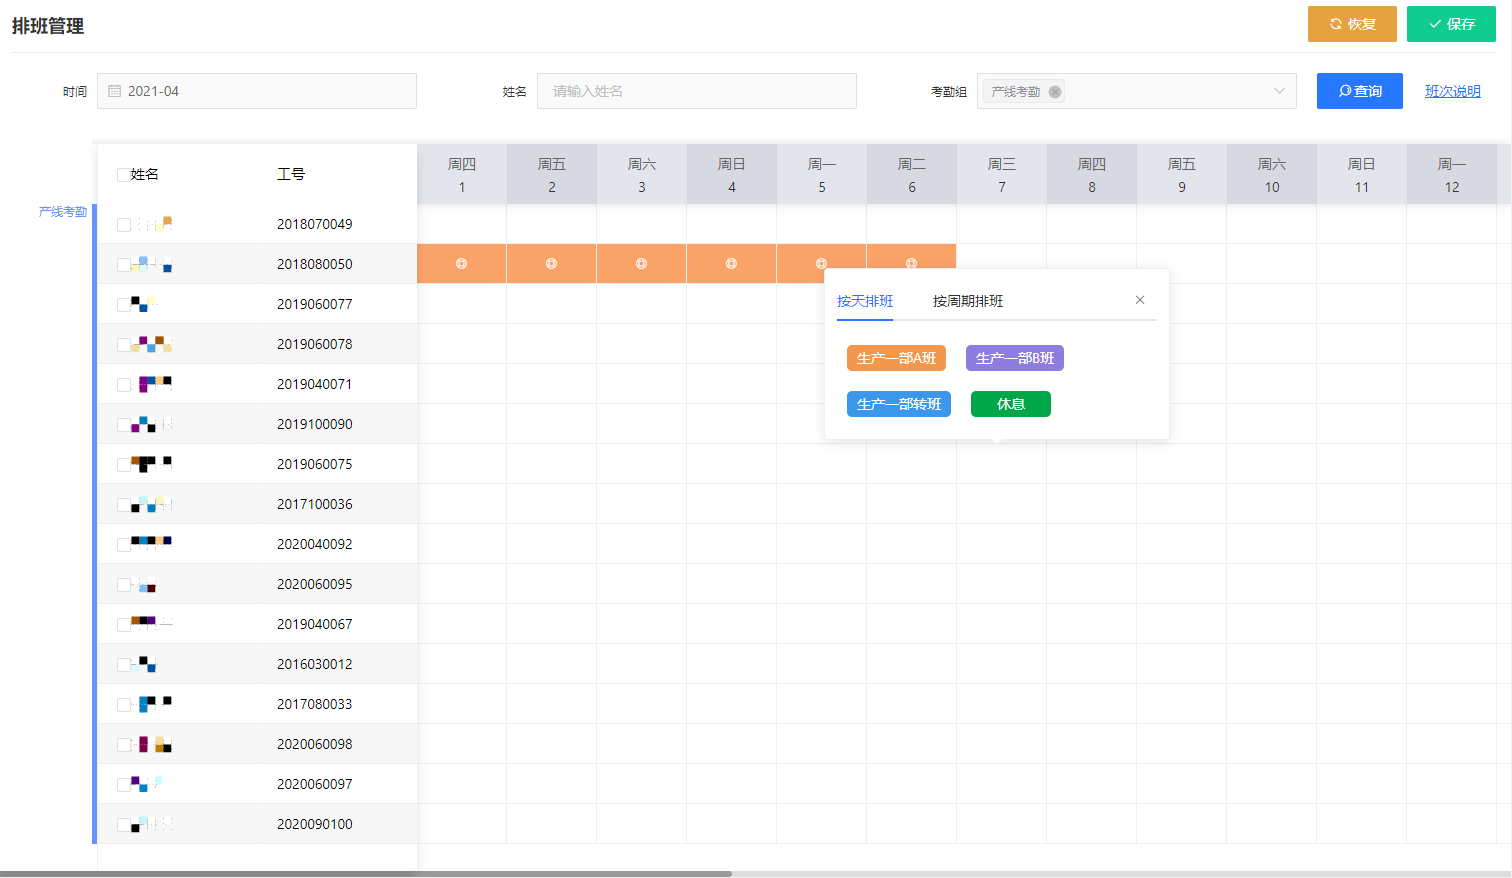 排班管理
恢复
保存
时间
2021-04
姓名
请输入姓名
考勤组
产线考勤
查询
班次说明
姓名 工号 周四 周五 周六 周日 周一 周二 周三 周四 周五 周六 周日 周一
1 2 3 4 5 6 7 8 9 10 11 12
产线考勤
2018070049
2018080050
2019060077
2019060078
2019040071
2019100090
2019060075
2017100036
2020040092
2020060095
2019040067
2016030012
2017080033
2020060098
2020060097
2020090100
按天排班 按周期排班
生产一部A班 生产一部B班
生产一部转班 休息